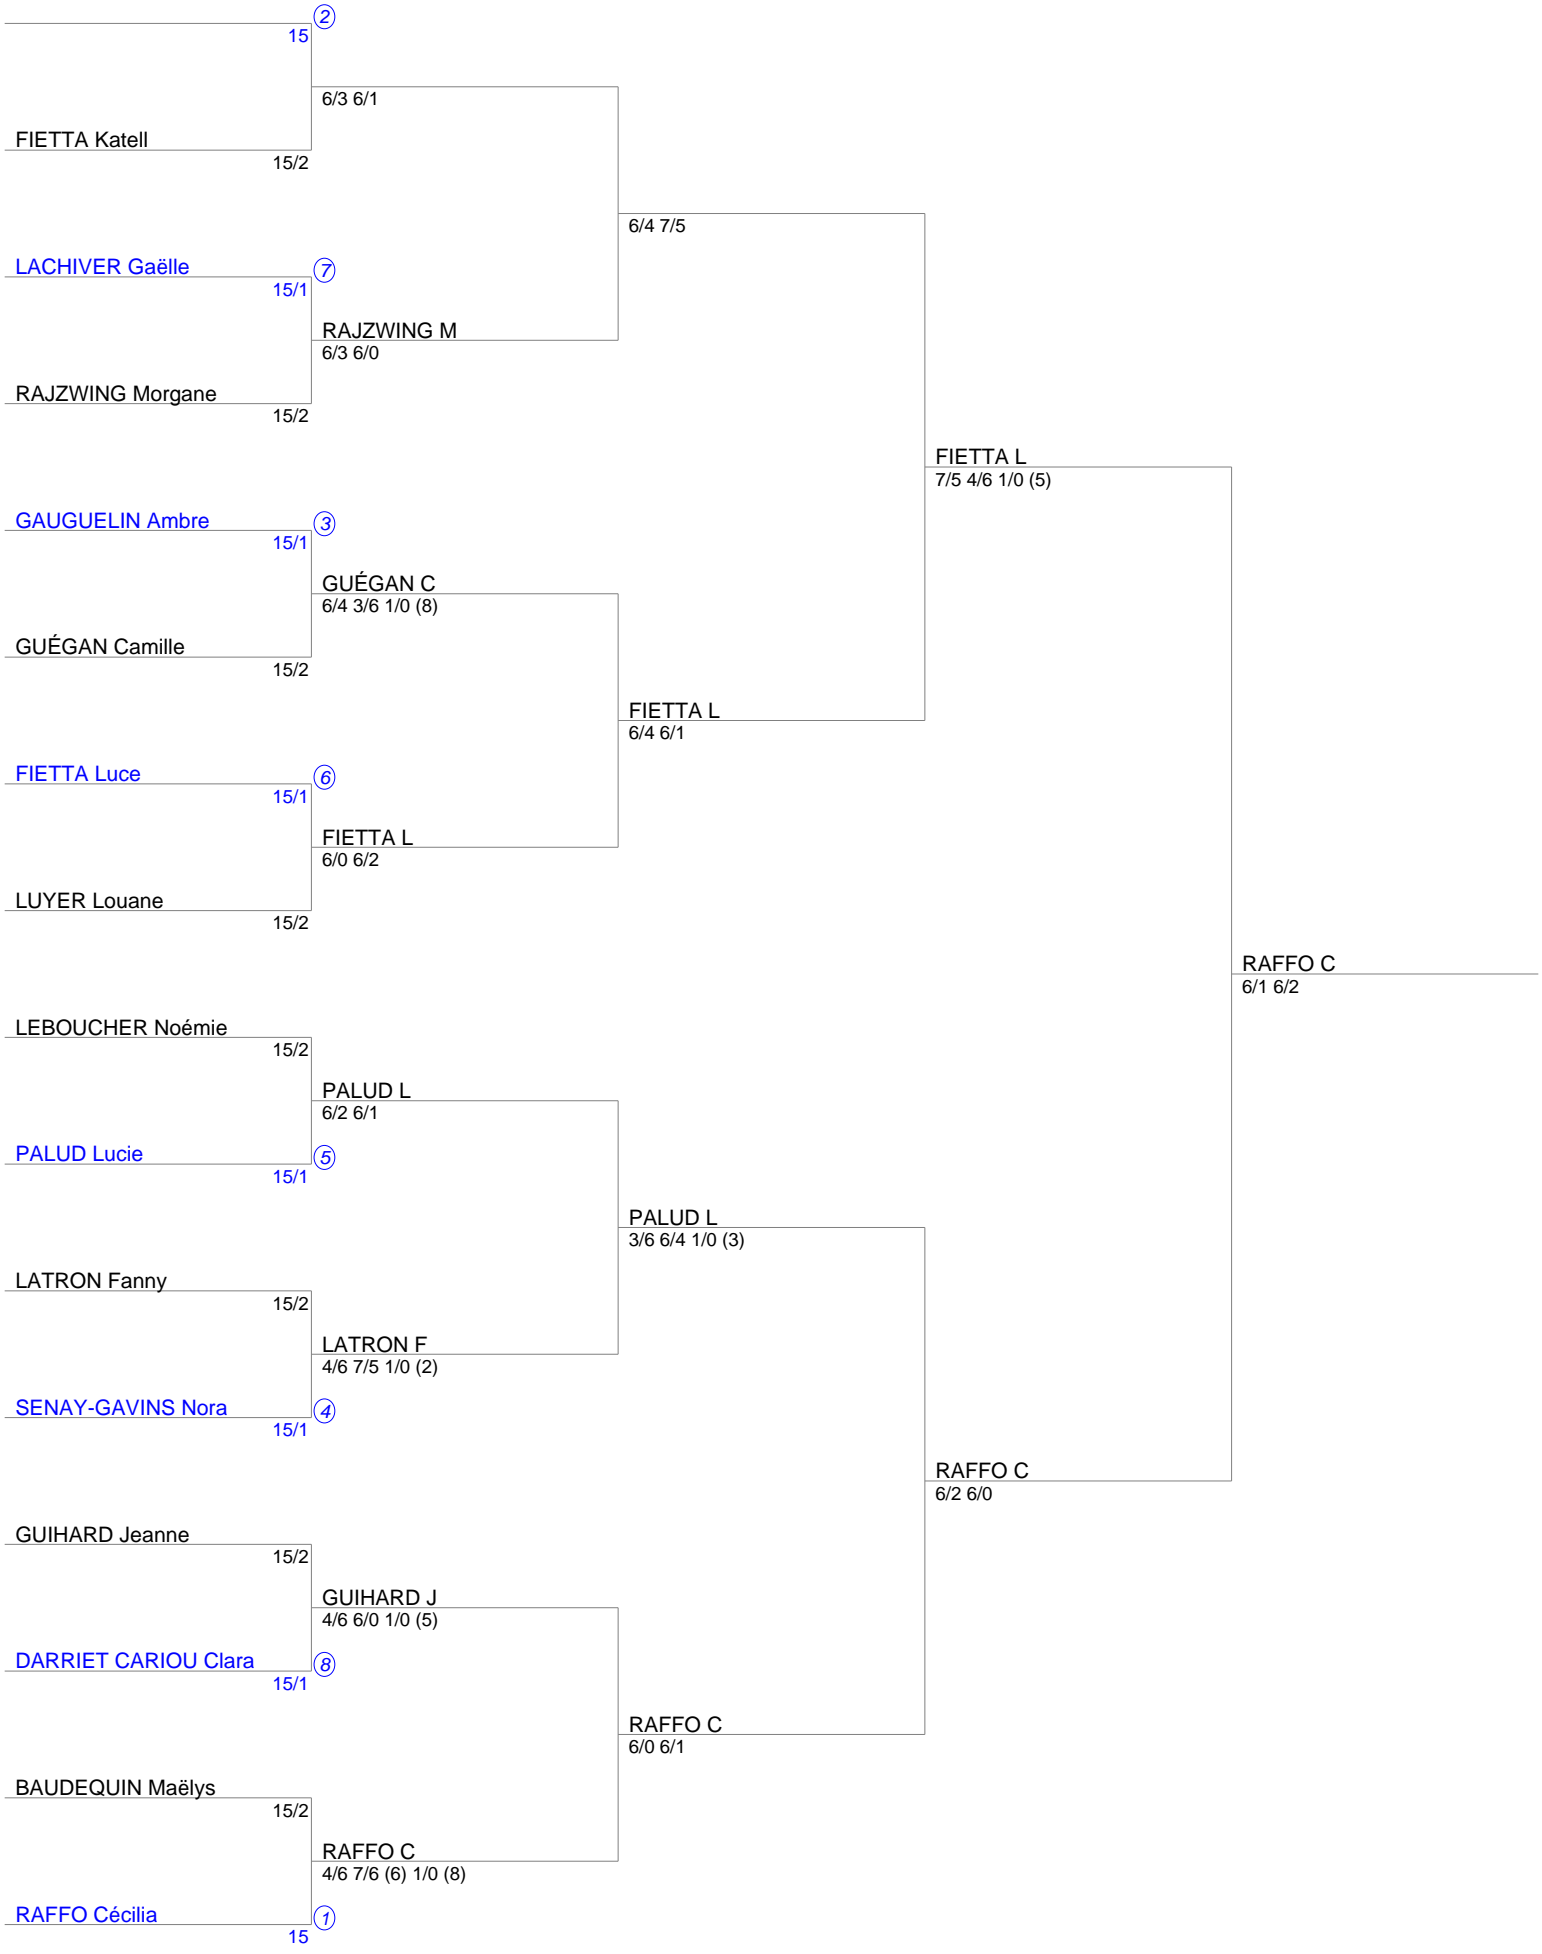 2
15
6/3 6/1
FIETTA Katell
15/2
6/4 7/5
LACHIVER Gaëlle
7
15/1
RAJZWING M
6/3 6/0
RAJZWING Morgane
15/2
FIETTA L
7/5 4/6 1/0 (5)
GAUGUELIN Ambre
3
15/1
GUÉGAN C
6/4 3/6 1/0 (8)
GUÉGAN Camille
15/2
FIETTA L
6/4 6/1
FIETTA Luce
6
15/1
FIETTA L
6/0 6/2
LUYER Louane
15/2
RAFFO C
6/1 6/2
LEBOUCHER Noémie
15/2
PALUD L
6/2 6/1
PALUD Lucie
5
15/1
PALUD L
3/6 6/4 1/0 (3)
LATRON Fanny
15/2
LATRON F
4/6 7/5 1/0 (2)
SENAY-GAVINS Nora
4
15/1
RAFFO C
6/2 6/0
GUIHARD Jeanne
15/2
GUIHARD J
4/6 6/0 1/0 (5)
DARRIET CARIOU Clara
8
15/1
RAFFO C
6/0 6/1
BAUDEQUIN Maëlys
15/2
RAFFO C
4/6 7/6 (6) 1/0 (8)
RAFFO Cécilia
1
15